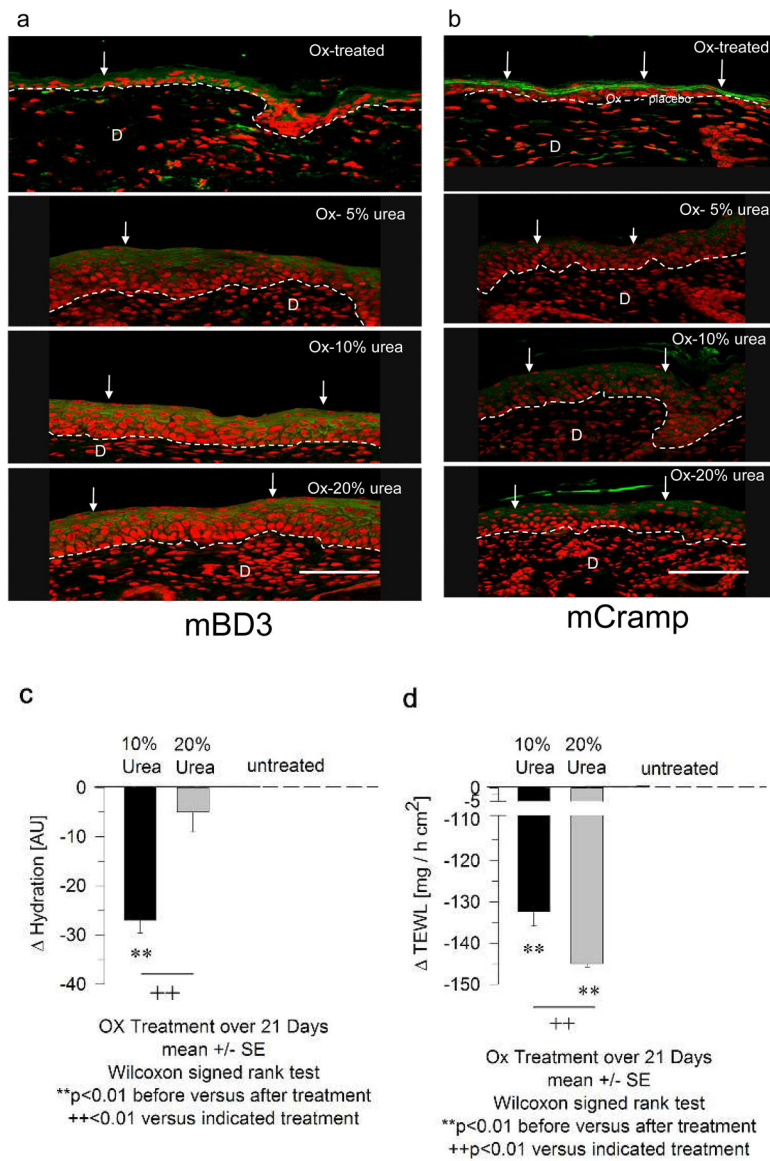 a
b
Ox-treated
D
Ox- 5% urea
D
Ox-10% urea
D
Ox-20% urea
D
mBD3
Ox-treated
Ox - placebo
D
Ox- 5% urea
D
Ox-10% urea
D
Ox-20% urea
D
mCramp
c
10%
Urea
20%
Urea
untreated
Δ Hydration [AU]
0
-10
-20
-30
-40
**
++
OX Treatment over 21 Days
mean +/- SE
Wilcoxon signed rank test
**p<0.01 before versus after treatment
++<0.01 versus indicated treatment
d
10%
Urea
20%
Urea
untreated
Δ TEWL [mg / h cm²]
0
-5
-110
-120
-130
-140
-150
**
**
++
Ox Treatment over 21 Days
mean +/- SE
Wilcoxon signed rank test
**p<0.01 before versus after treatment
++p<0.01 versus indicated treatment